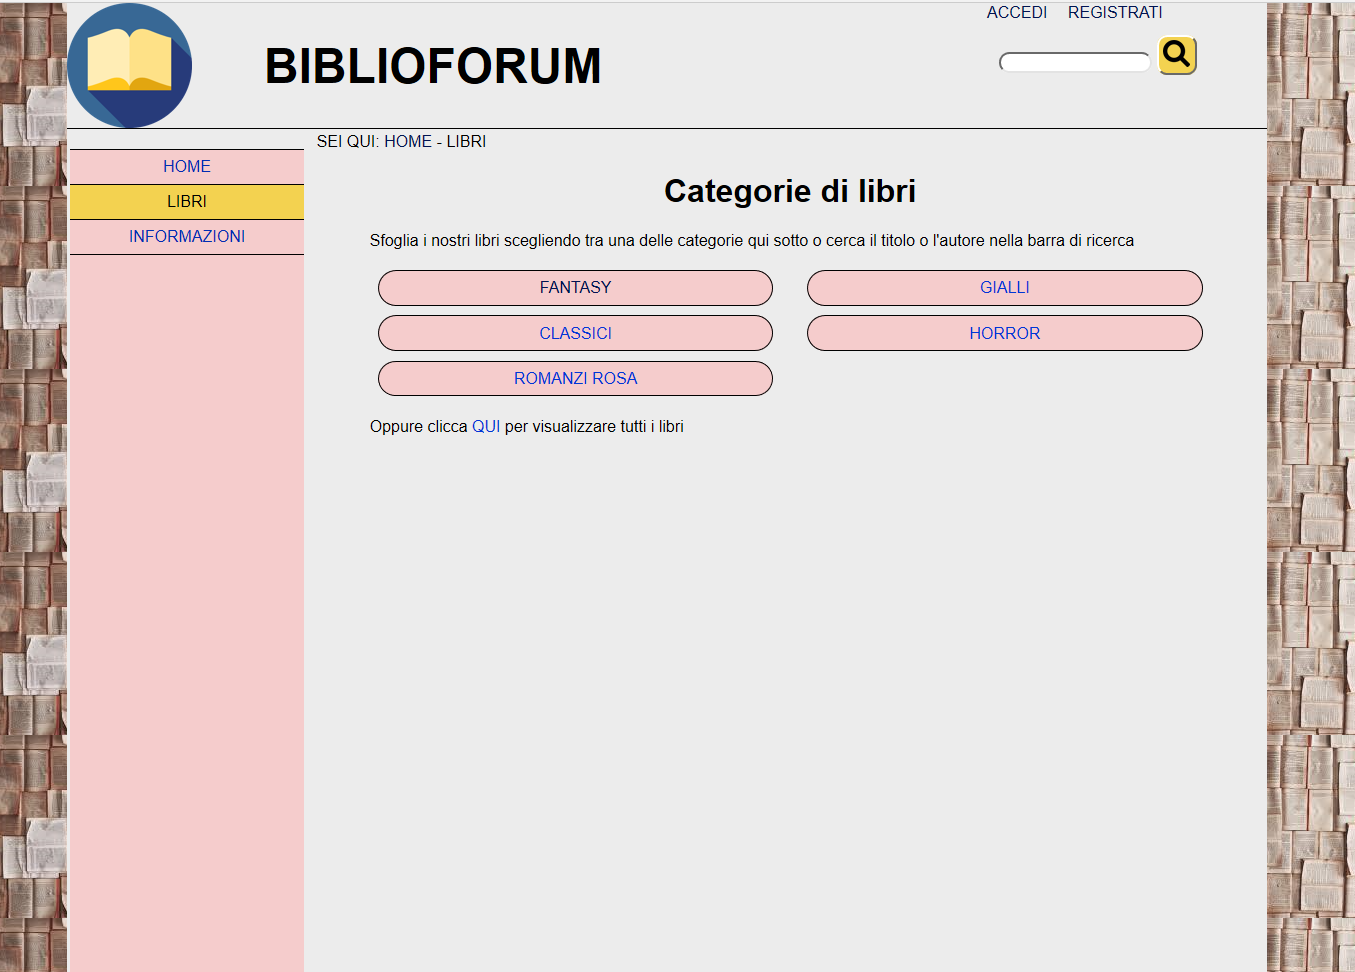 ACCEDI REGISTRATI
BIBLIOFORUM
SEI QUI: HOME - LIBRI
HOME
LIBRI
INFORMAZIONI
Categorie di libri
Sfoglia i nostri libri scegliendo tra una delle categorie qui sotto o cerca il titolo o l'autore nella barra di ricerca
FANTASY
GIALLI
CLASSICI
HORROR
ROMANZI ROSA
Oppure clicca QUI per visualizzare tutti i libri